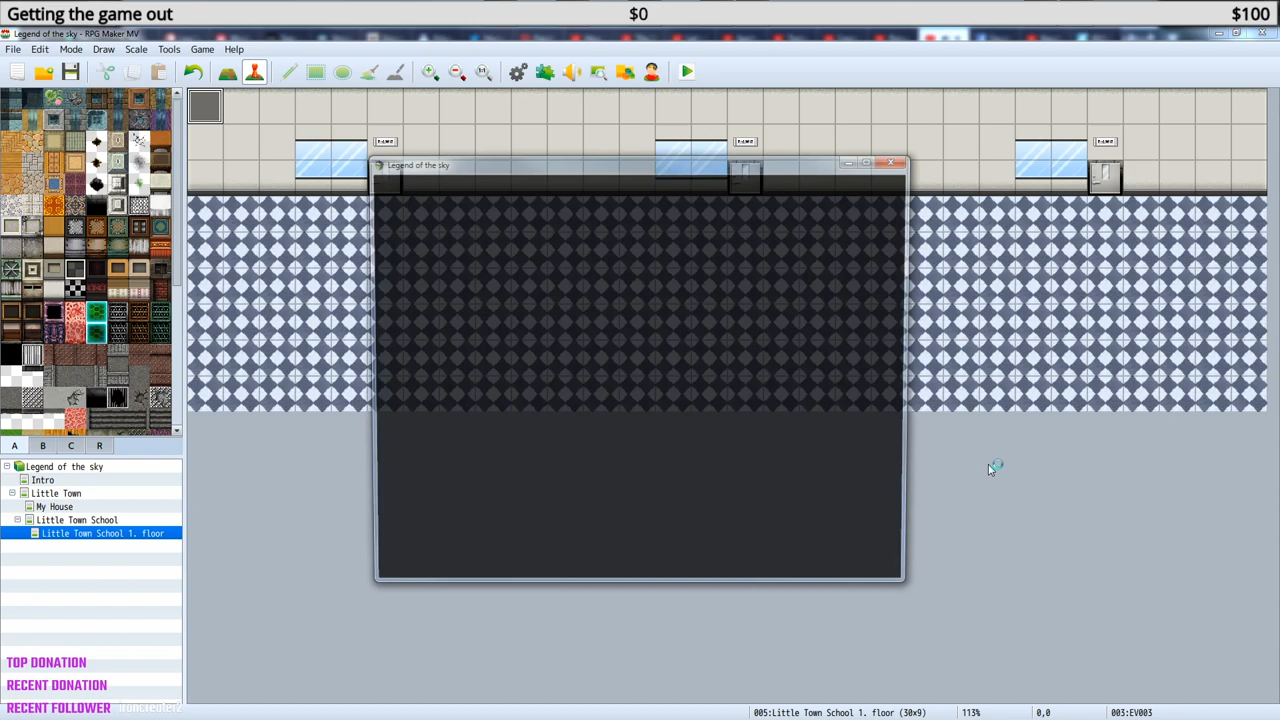 Getting the game out $0 $100
Legend of the sky - RPG Maker MV
File Edit Mode Draw Scale Tools Game Help
Legend of the sky
A B C R
Legend of the sky
Intro
Little Town
My House
Little Town School
Little Town School 1. floor
TOP DONATION
RECENT DONATION
RECENT FOLLOWER
005:Little Town School 1. floor (30x9) 113% 0,0 003:EV003